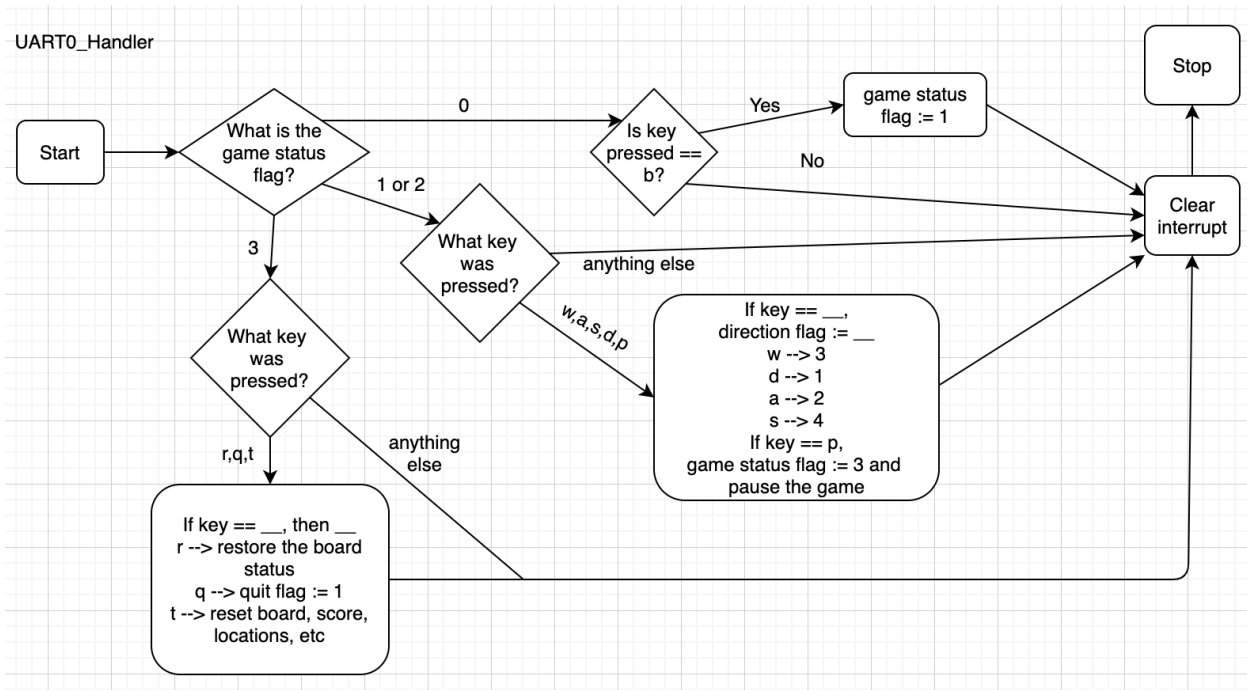 UART0_Handler
Start
What is the
game status
flag?
0
Is key
pressed ==
b?
Yes
game status
flag := 1
No
Stop
Clear
interrupt
1 or 2
What key
was
pressed?
anything else
w,a,s,d,p
If key == __,
direction flag := __
w --> 3
d --> 1
a --> 2
s --> 4
If key == p,
game status flag := 3 and
pause the game
3
What key
was
pressed?
anything
else
r,q,t
If key == __, then __
r --> restore the board
status
q --> quit flag := 1
t --> reset board, score,
locations, etc